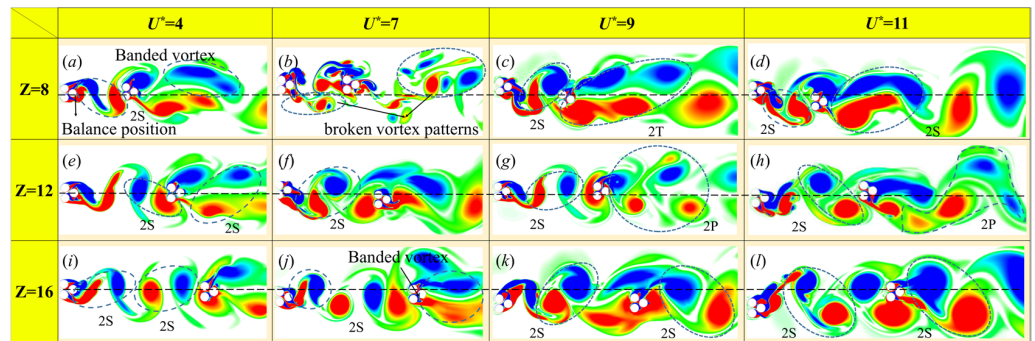 U*=4 U*=7 U*=9 U*=11
Z=8
(a) Banded vortex
Balance position 2S
(b)
broken vortex patterns
(c)
2S 2T
(d)
2S 2S
Z=12
(e)
2S 2S
(f)
2S
(g)
2S 2P
(h)
2S 2P
Z=16
(i)
2S 2S
(j) Banded vortex
2S
(k)
2S 2S
(l)
2S 2S